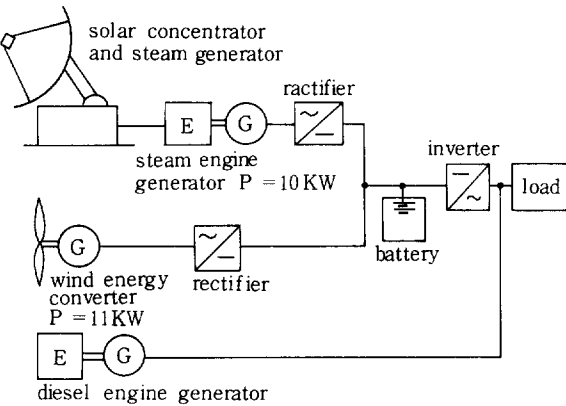 solar concentrator
and steam generator
ractifier
E
G
~
–
steam engine
generator P = 10 KW
inverter
–
~
load
battery
G
~
–
wind energy
converter
P = 11 KW
rectifier
E
G
diesel engine generator